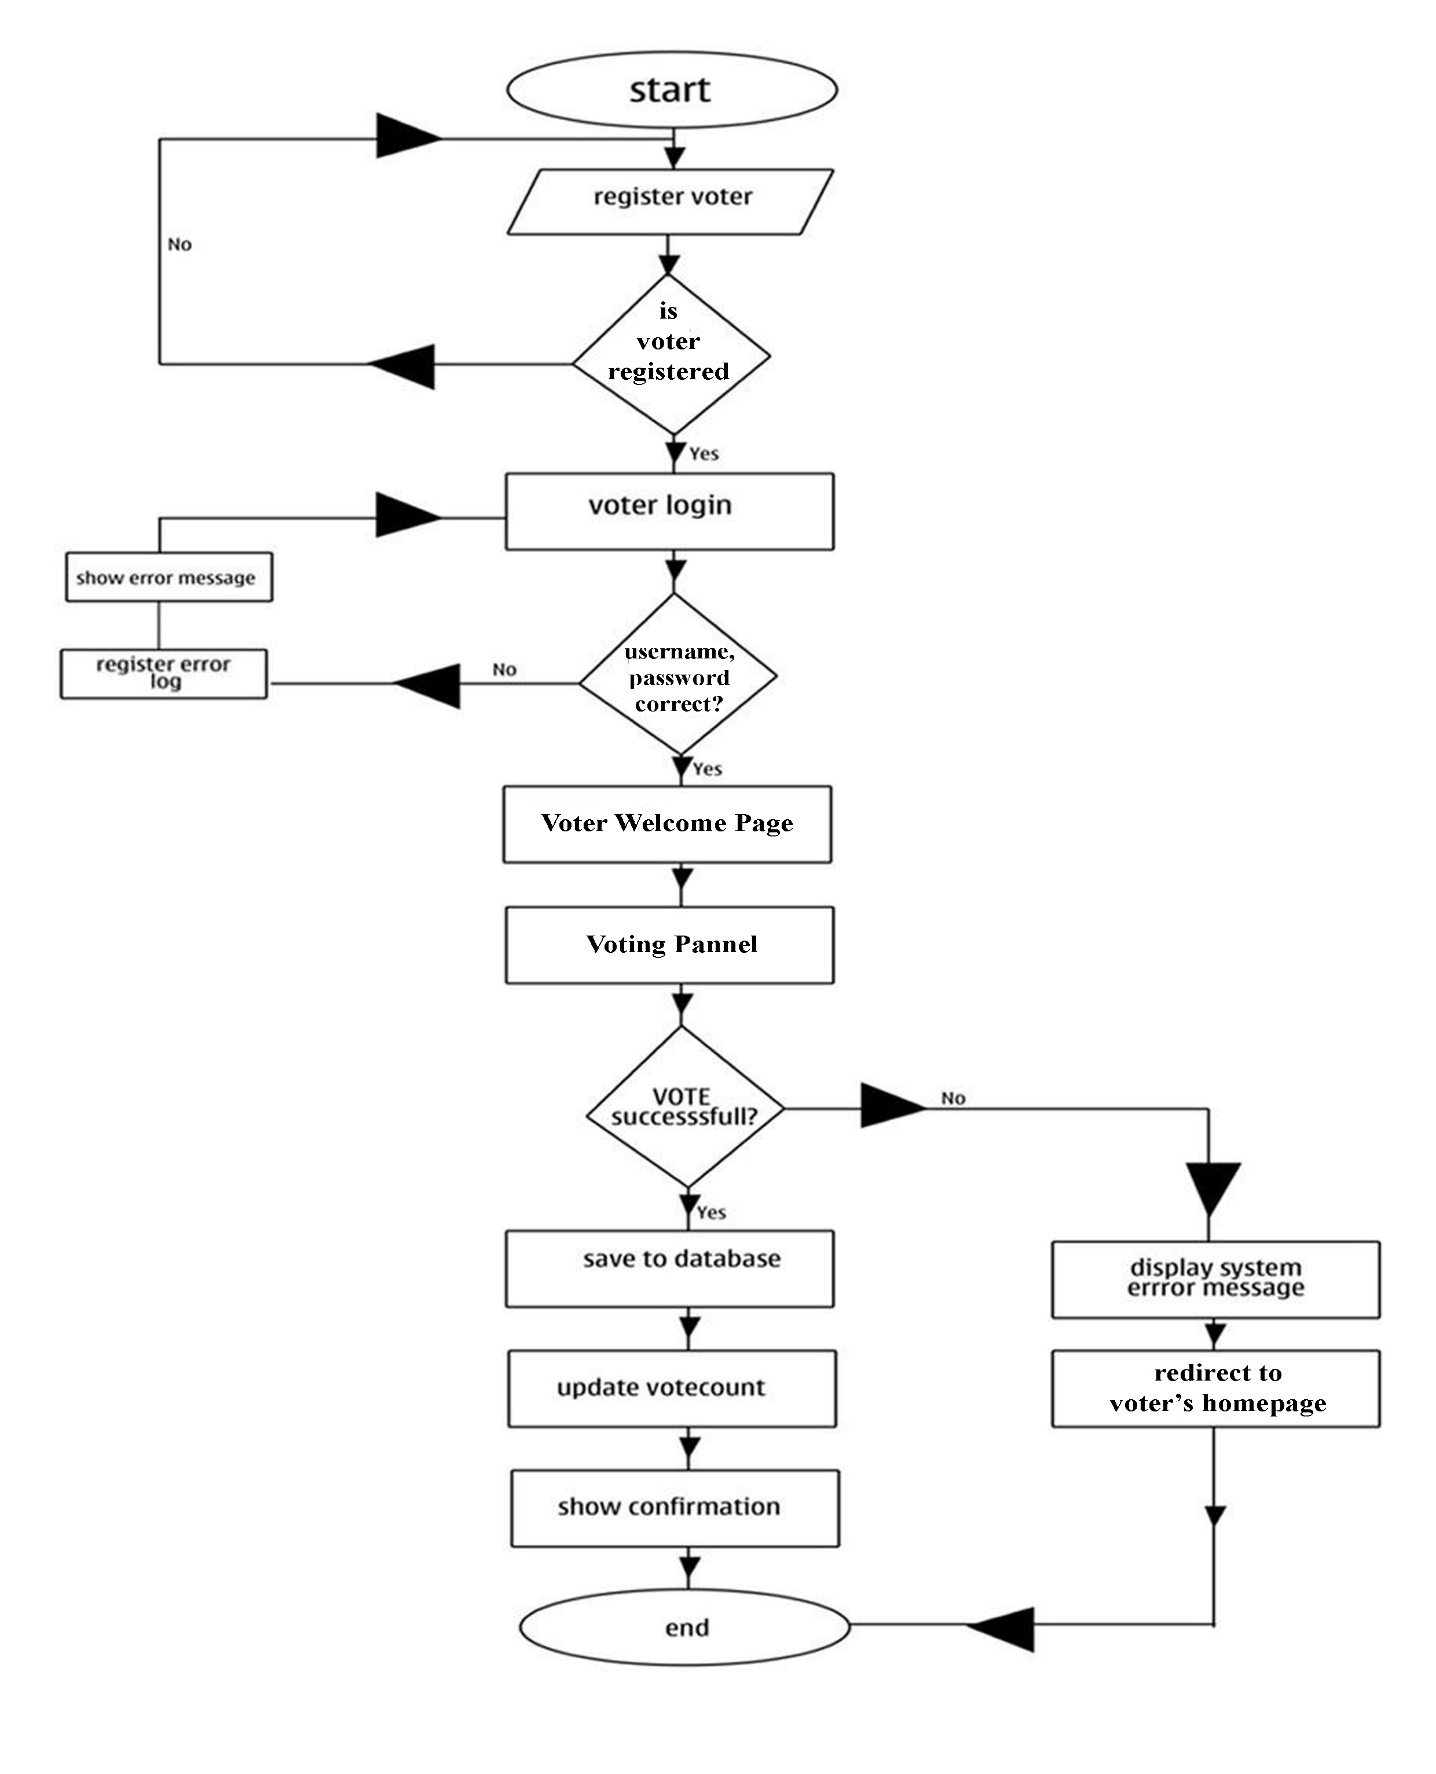 start
register voter
No
is
voter
registered
Yes
voter login
show error message
register error
log
No
username,
password
correct?
Yes
Voter Welcome Page
Voting Pannel
VOTE
successsfull?
No
Yes
save to database
display system
errror message
update votecount
redirect to
voter’s homepage
show confirmation
end